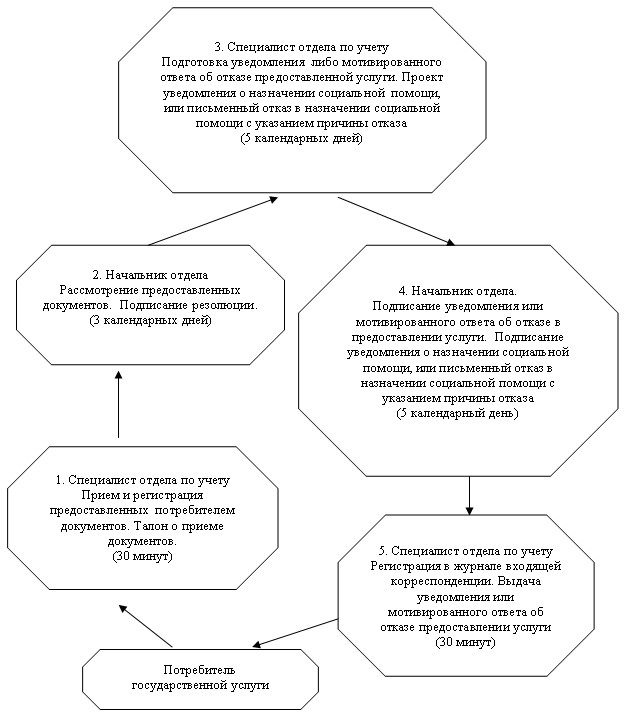 3. Специалист отдела по учету
Подготовка уведомления либо мотивированного
ответа об отказе предоставленной услуги. Проект
уведомления о назначении социальной помощи,
или письменный отказ в назначении социальной
помощи с указанием причины отказа
(5 календарных дней)
2. Начальник отдела
Рассмотрение предоставленных
документов. Подписание резолюции.
(3 календарных дней)
4. Начальник отдела.
Подписание уведомления или
мотивированного ответа об отказе в
предоставлении услуги. Подписание
уведомления о назначении социальной
помощи, или письменный отказ в
назначении социальной помощи с
указанием причины отказа
(5 календарный день)
1. Специалист отдела по учету
Прием и регистрация
предоставленных потребителем
документов. Талон о приеме
документов.
(30 минут)
5. Специалист отдела по учету
Регистрация в журнале входящей
корреспонденции. Выдача
уведомления или
мотивированного ответа об
отказе предоставлении услуги
(30 минут)
Потребитель
государственной услуги